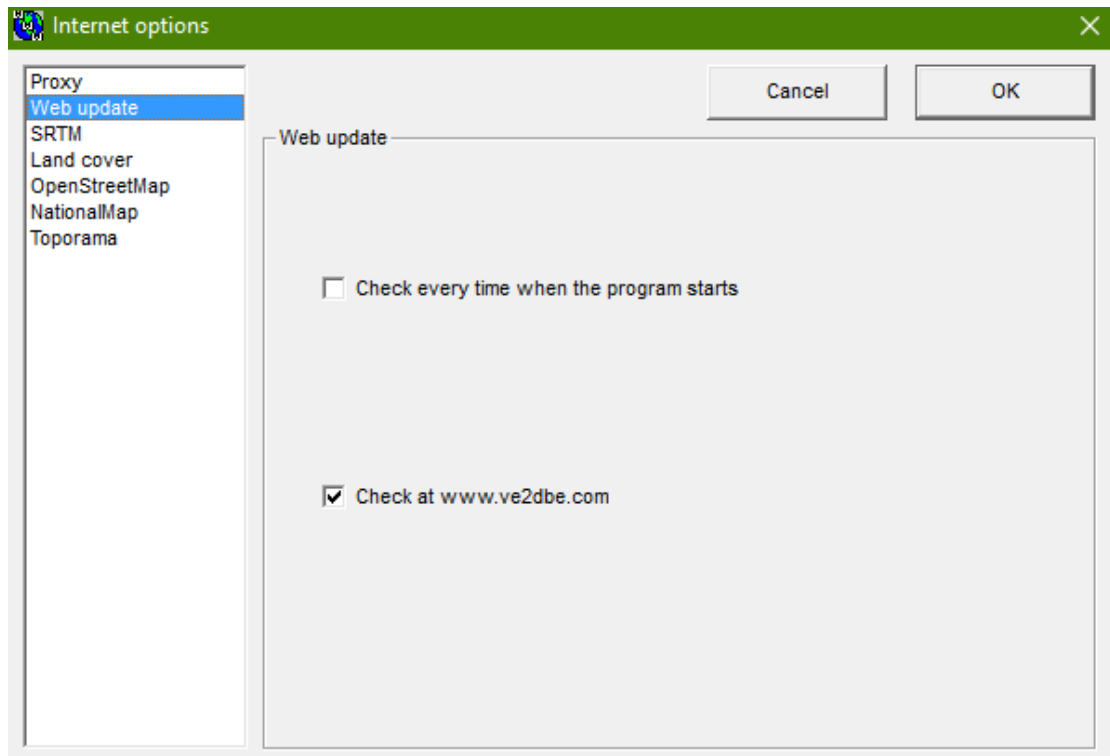 Internet options
Proxy
Web update
SRTM
Land cover
OpenStreetMap
NationalMap
Toporama
Cancel
OK
Web update
Check every time when the program starts
Check at www.ve2dbe.com